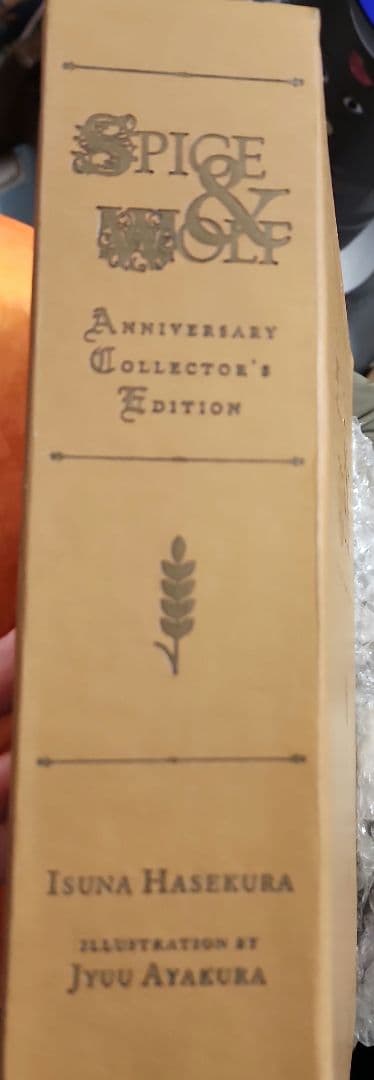 SPICE
&
WOLF
ANNIVERSARY
COLLECTOR'S
EDITION
ISUNA HASEKURA
ILLUSTRATION BY
JYUU AYAKURA